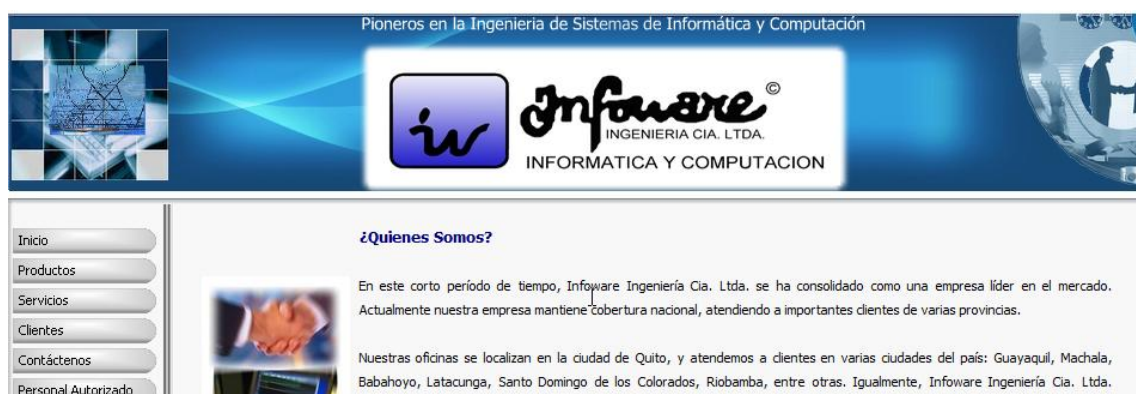 Pioneros en la Ingenieria de Sistemas de Informática y Computación
iw
Infoware©
INGENIERIA CIA. LTDA.
INFORMATICA Y COMPUTACION
Inicio
Productos
Servicios
Clientes
Contáctenos
Personal Autorizado
¿Quienes Somos?
En este corto período de tiempo, Infoware Ingeniería Cia. Ltda. se ha consolidado como una empresa líder en el mercado.
Actualmente nuestra empresa mantiene cobertura nacional, atendiendo a importantes clientes de varias provincias.
Nuestras oficinas se localizan en la ciudad de Quito, y atendemos a clientes en varias ciudades del país: Guayaquil, Machala,
Babahoyo, Latacunga, Santo Domingo de los Colorados, Riobamba, entre otras. Igualmente, Infoware Ingeniería Cia. Ltda.